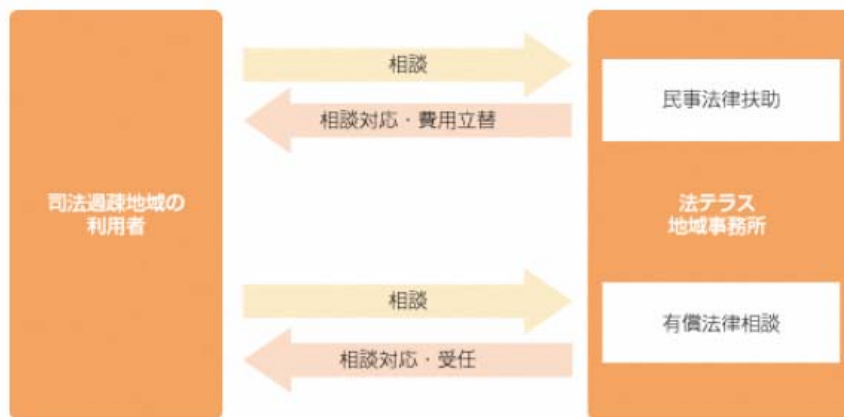 相談
民事法律扶助
相談対応・費用立替
司法過疎地域の
利用者
法テラス
地域事務所
相談
有償法律相談
相談対応・受任